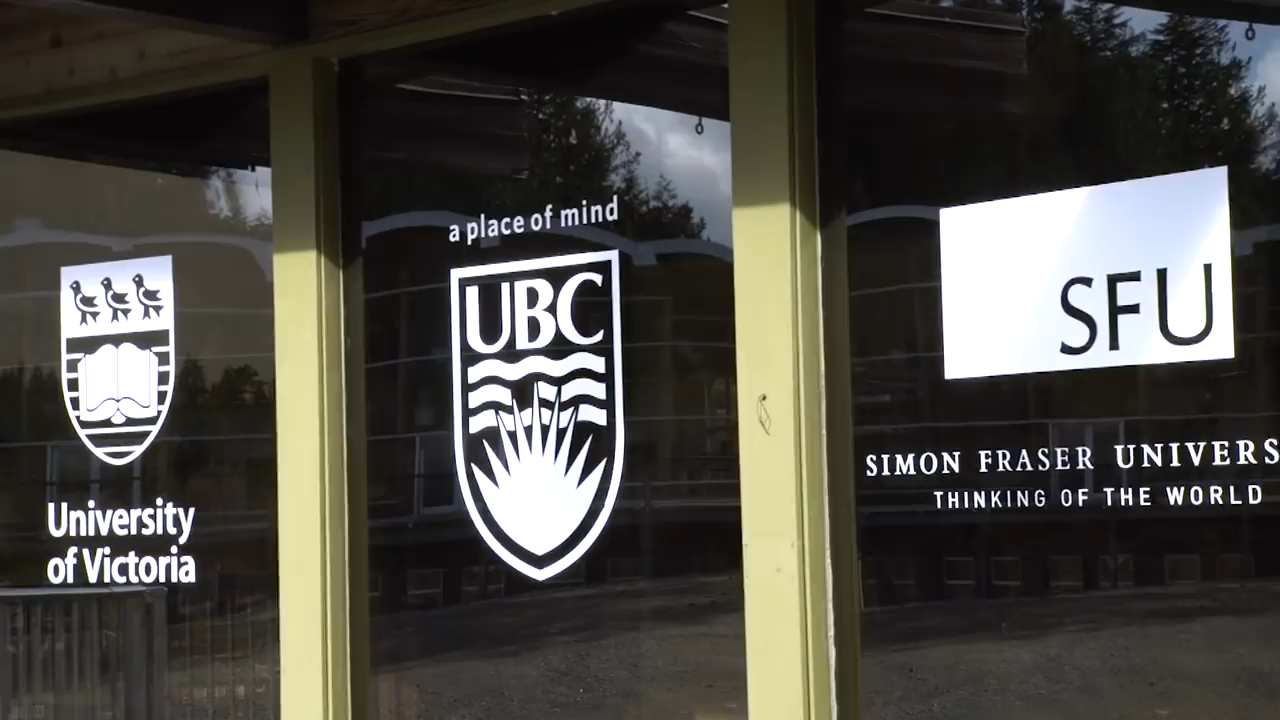 University
of Victoria
a place of mind
UBC
SFU
SIMON FRASER UNIVERS
THINKING OF THE WORLD